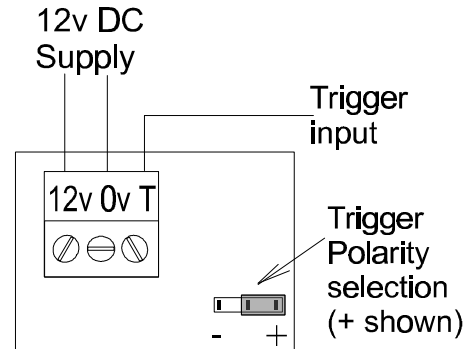 12v DC
Supply
Trigger
input
12v 0v T
Trigger
Polarity
selection
(+ shown)
- +